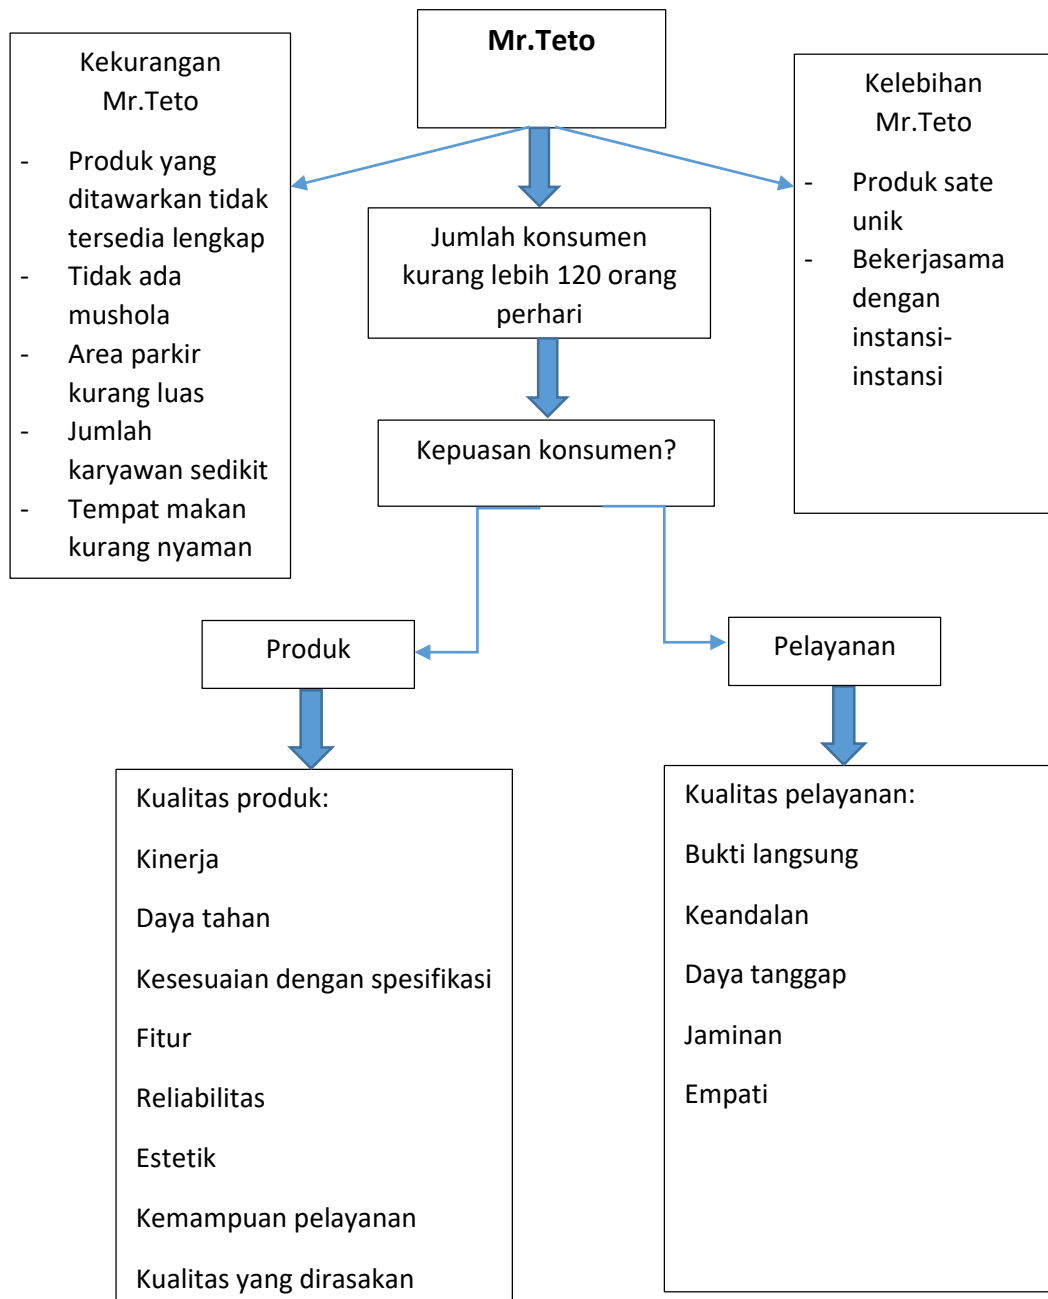 Mr.Teto
Kekurangan
Mr.Teto
- Produk yang
ditawarkan tidak
tersedia lengkap
- Tidak ada
mushola
- Area parkir
kurang luas
- Jumlah
karyawan sedikit
- Tempat makan
kurang nyaman
Kelebihan
Mr.Teto
- Produk sate
unik
- Bekerjasama
dengan
instansi-
instansi
Jumlah konsumen
kurang lebih 120 orang
perhari
Kepuasan konsumen?
Produk
Pelayanan
Kualitas produk:
Kinerja
Daya tahan
Kesesuaian dengan spesifikasi
Fitur
Reliabilitas
Estetik
Kemampuan pelayanan
Kualitas yang dirasakan
Kualitas pelayanan:
Bukti langsung
Keandalan
Daya tanggap
Jaminan
Empati